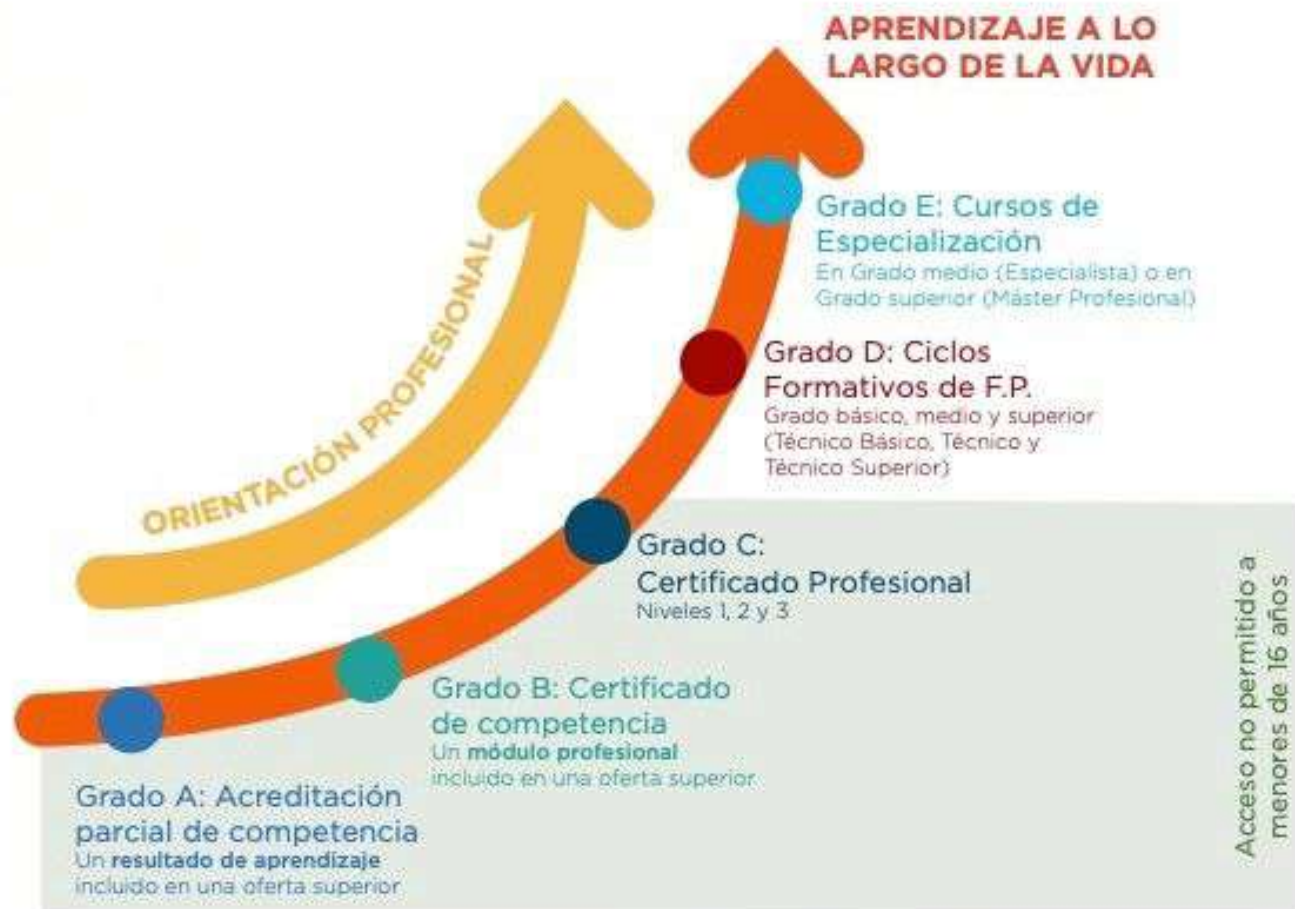 APRENDIZAJE A LO
LARGO DE LA VIDA
ORIENTACIÓN PROFESIONAL
Grado E: Cursos de
Especialización
En Grado medio (Especialista) o en
Grado superior (Máster Profesional)
Grado D: Ciclos
Formativos de F.P.
Grado básico, medio y superior
(Técnico Básico, Técnico y
Técnico Superior)
Grado C:
Certificado Profesional
Niveles 1, 2 y 3
Grado B: Certificado
de competencia
Un módulo profesional
incluido en una oferta superior
Grado A: Acreditación
parcial de competencia
Un resultado de aprendizaje
incluido en una oferta superior
Acceso no permitido a
menores de 16 años